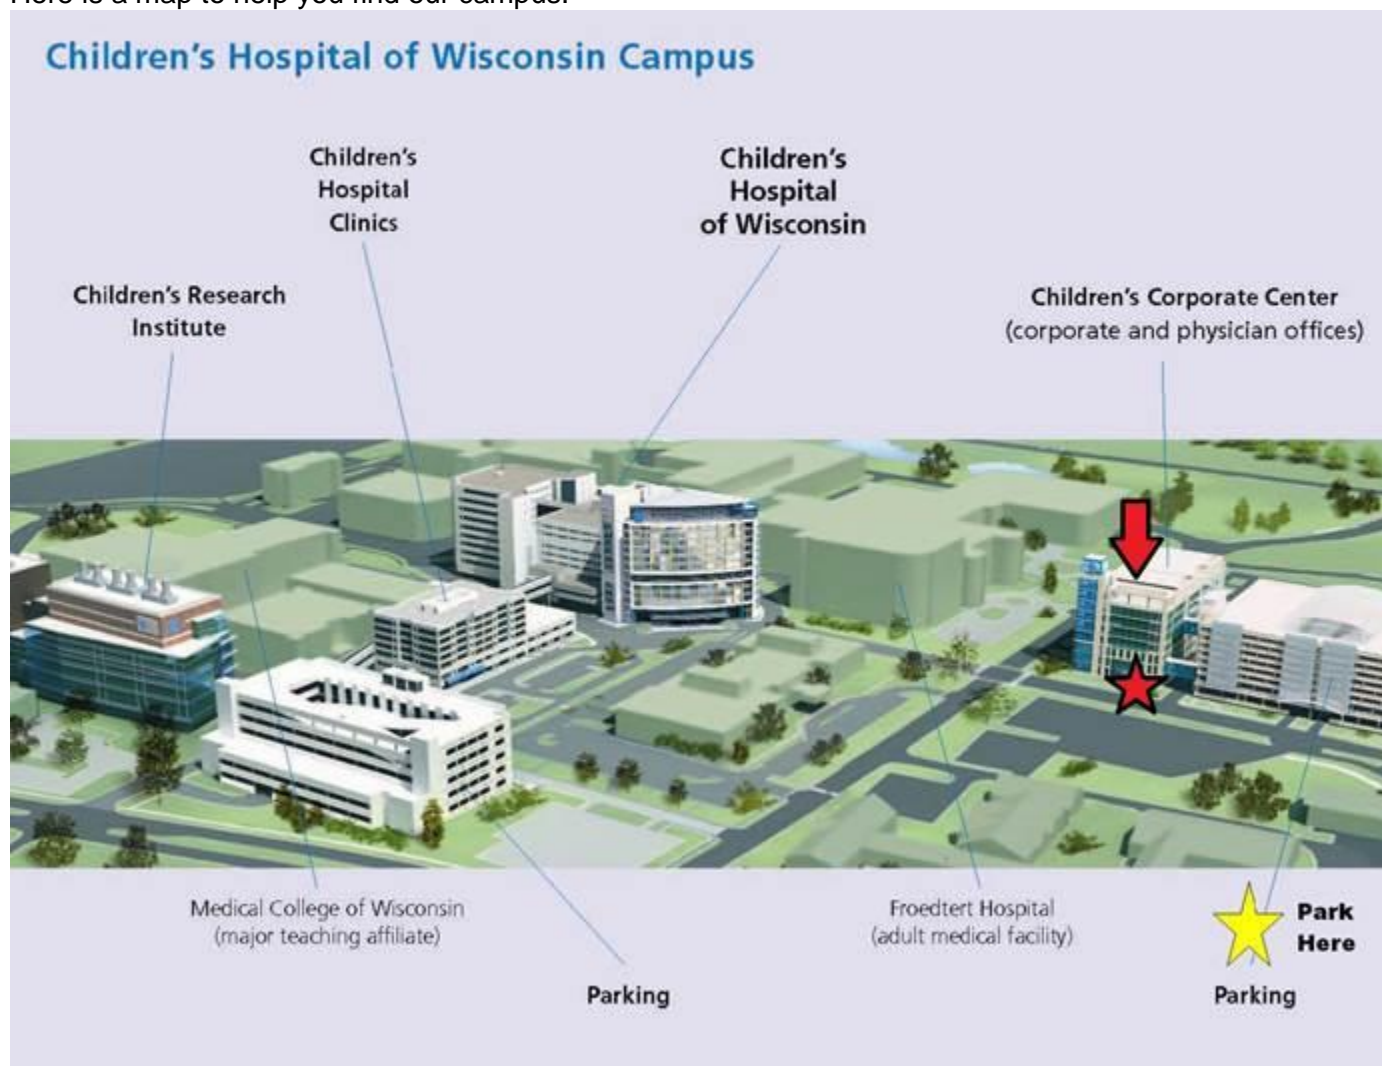 Here is a map to help you find our campus.
Children's Hospital of Wisconsin Campus
Children's
Hospital
Clinics
Children's
Hospital
of Wisconsin
Children's Research
Institute
Children's Corporate Center
(corporate and physician offices)
Medical College of Wisconsin
(major teaching affiliate)
Parking
Froedtert Hospital
(adult medical facility)
Park
Here
Parking